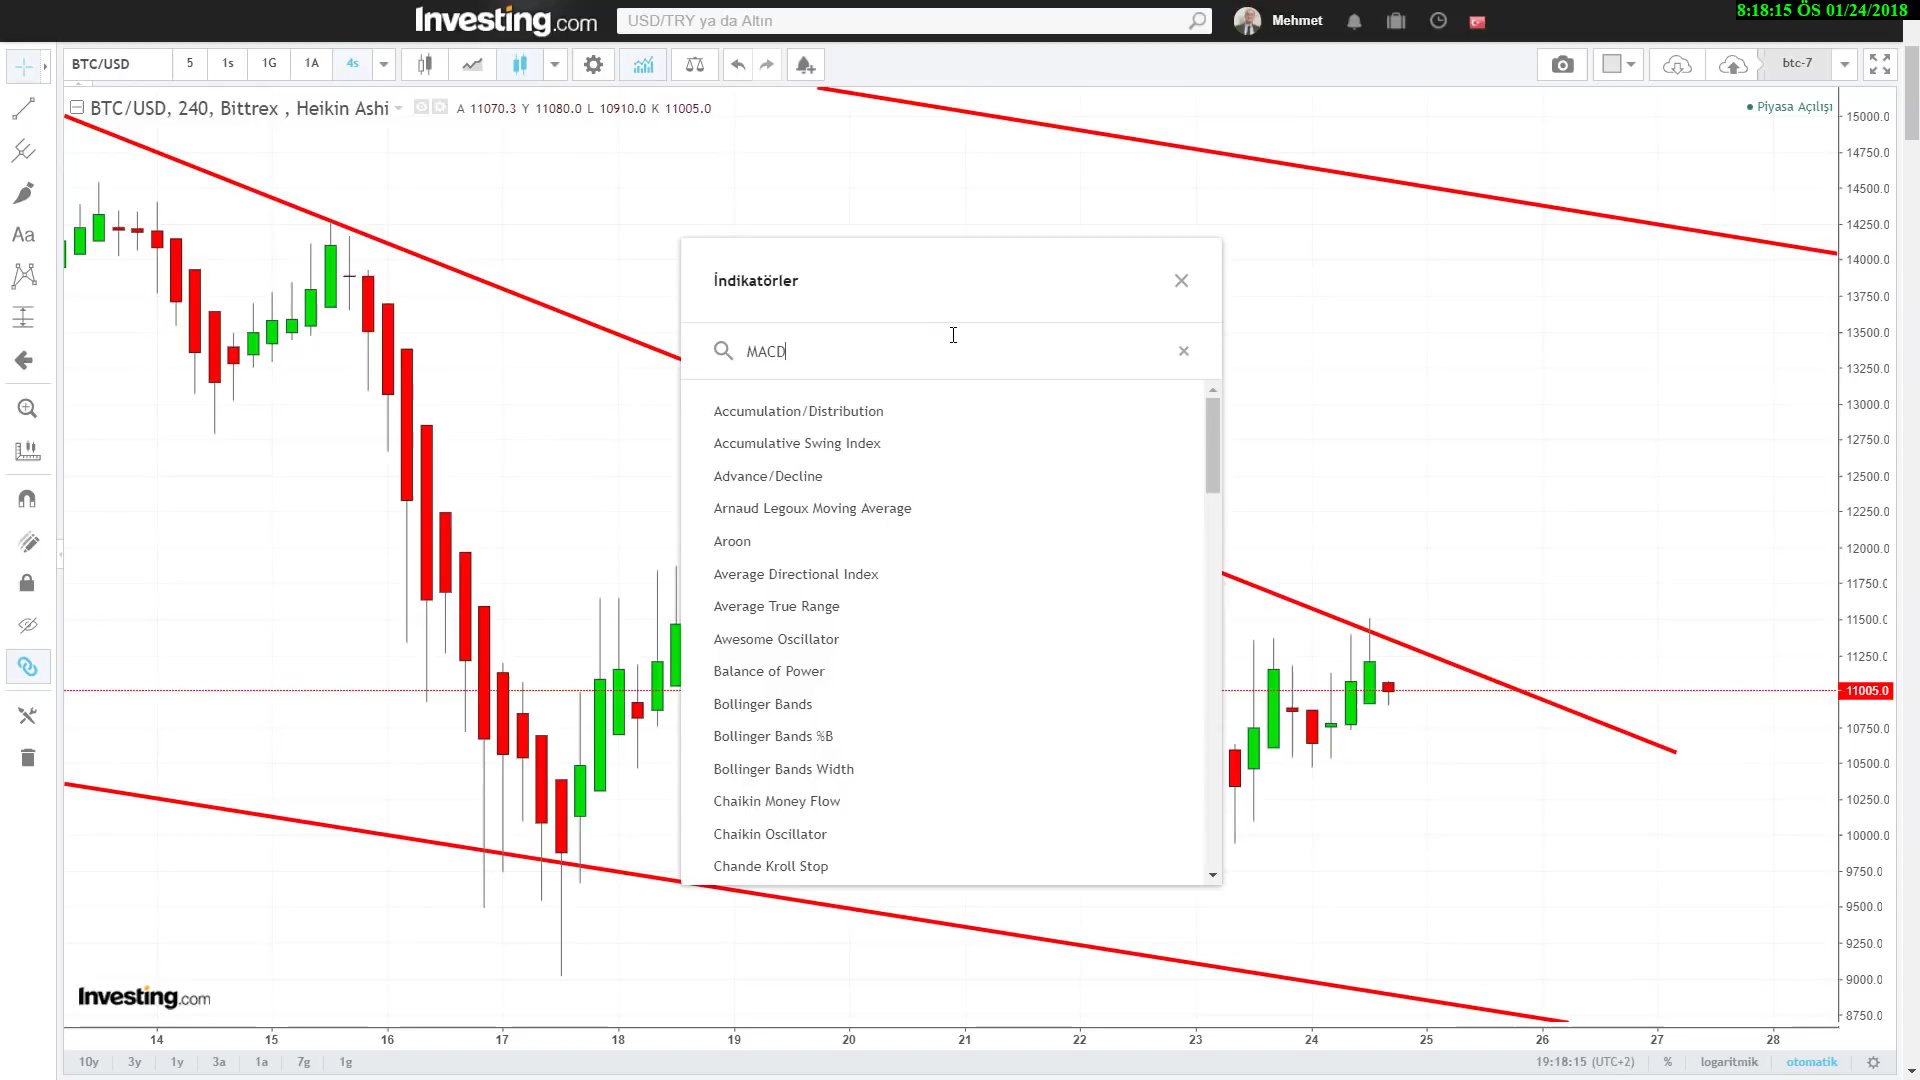 Investing.com
USD/TRY ya da Altın
Mehmet
8:18:15 ÖS 01/24/2018
BTC/USD
5
1s
1G
1A
4s
btc-7
BTC/USD, 240, Bittrex , Heikin Ashi
A 11070.3 Y 11080.0 L 10910.0 K 11005.0
Piyasa Açılışı
Aa
İndikatörler
MACD
Accumulation/Distribution
Accumulative Swing Index
Advance/Decline
Arnaud Legoux Moving Average
Aroon
Average Directional Index
Average True Range
Awesome Oscillator
Balance of Power
Bollinger Bands
Bollinger Bands %B
Bollinger Bands Width
Chaikin Money Flow
Chaikin Oscillator
Chande Kroll Stop
15000.0
14750.0
14500.0
14250.0
14000.0
13750.0
13500.0
13250.0
13000.0
12750.0
12500.0
12250.0
12000.0
11750.0
11500.0
11250.0
11005.0
10750.0
10500.0
10250.0
10000.0
9750.0
9500.0
9250.0
9000.0
8750.0
Investing.com
14 15 16 17 18 19 20 21 22 23 24 25 26 27 28
10y 3y 1y 3a 1a 7g 1g
19:18:15 (UTC+2) % logaritmik otomatik